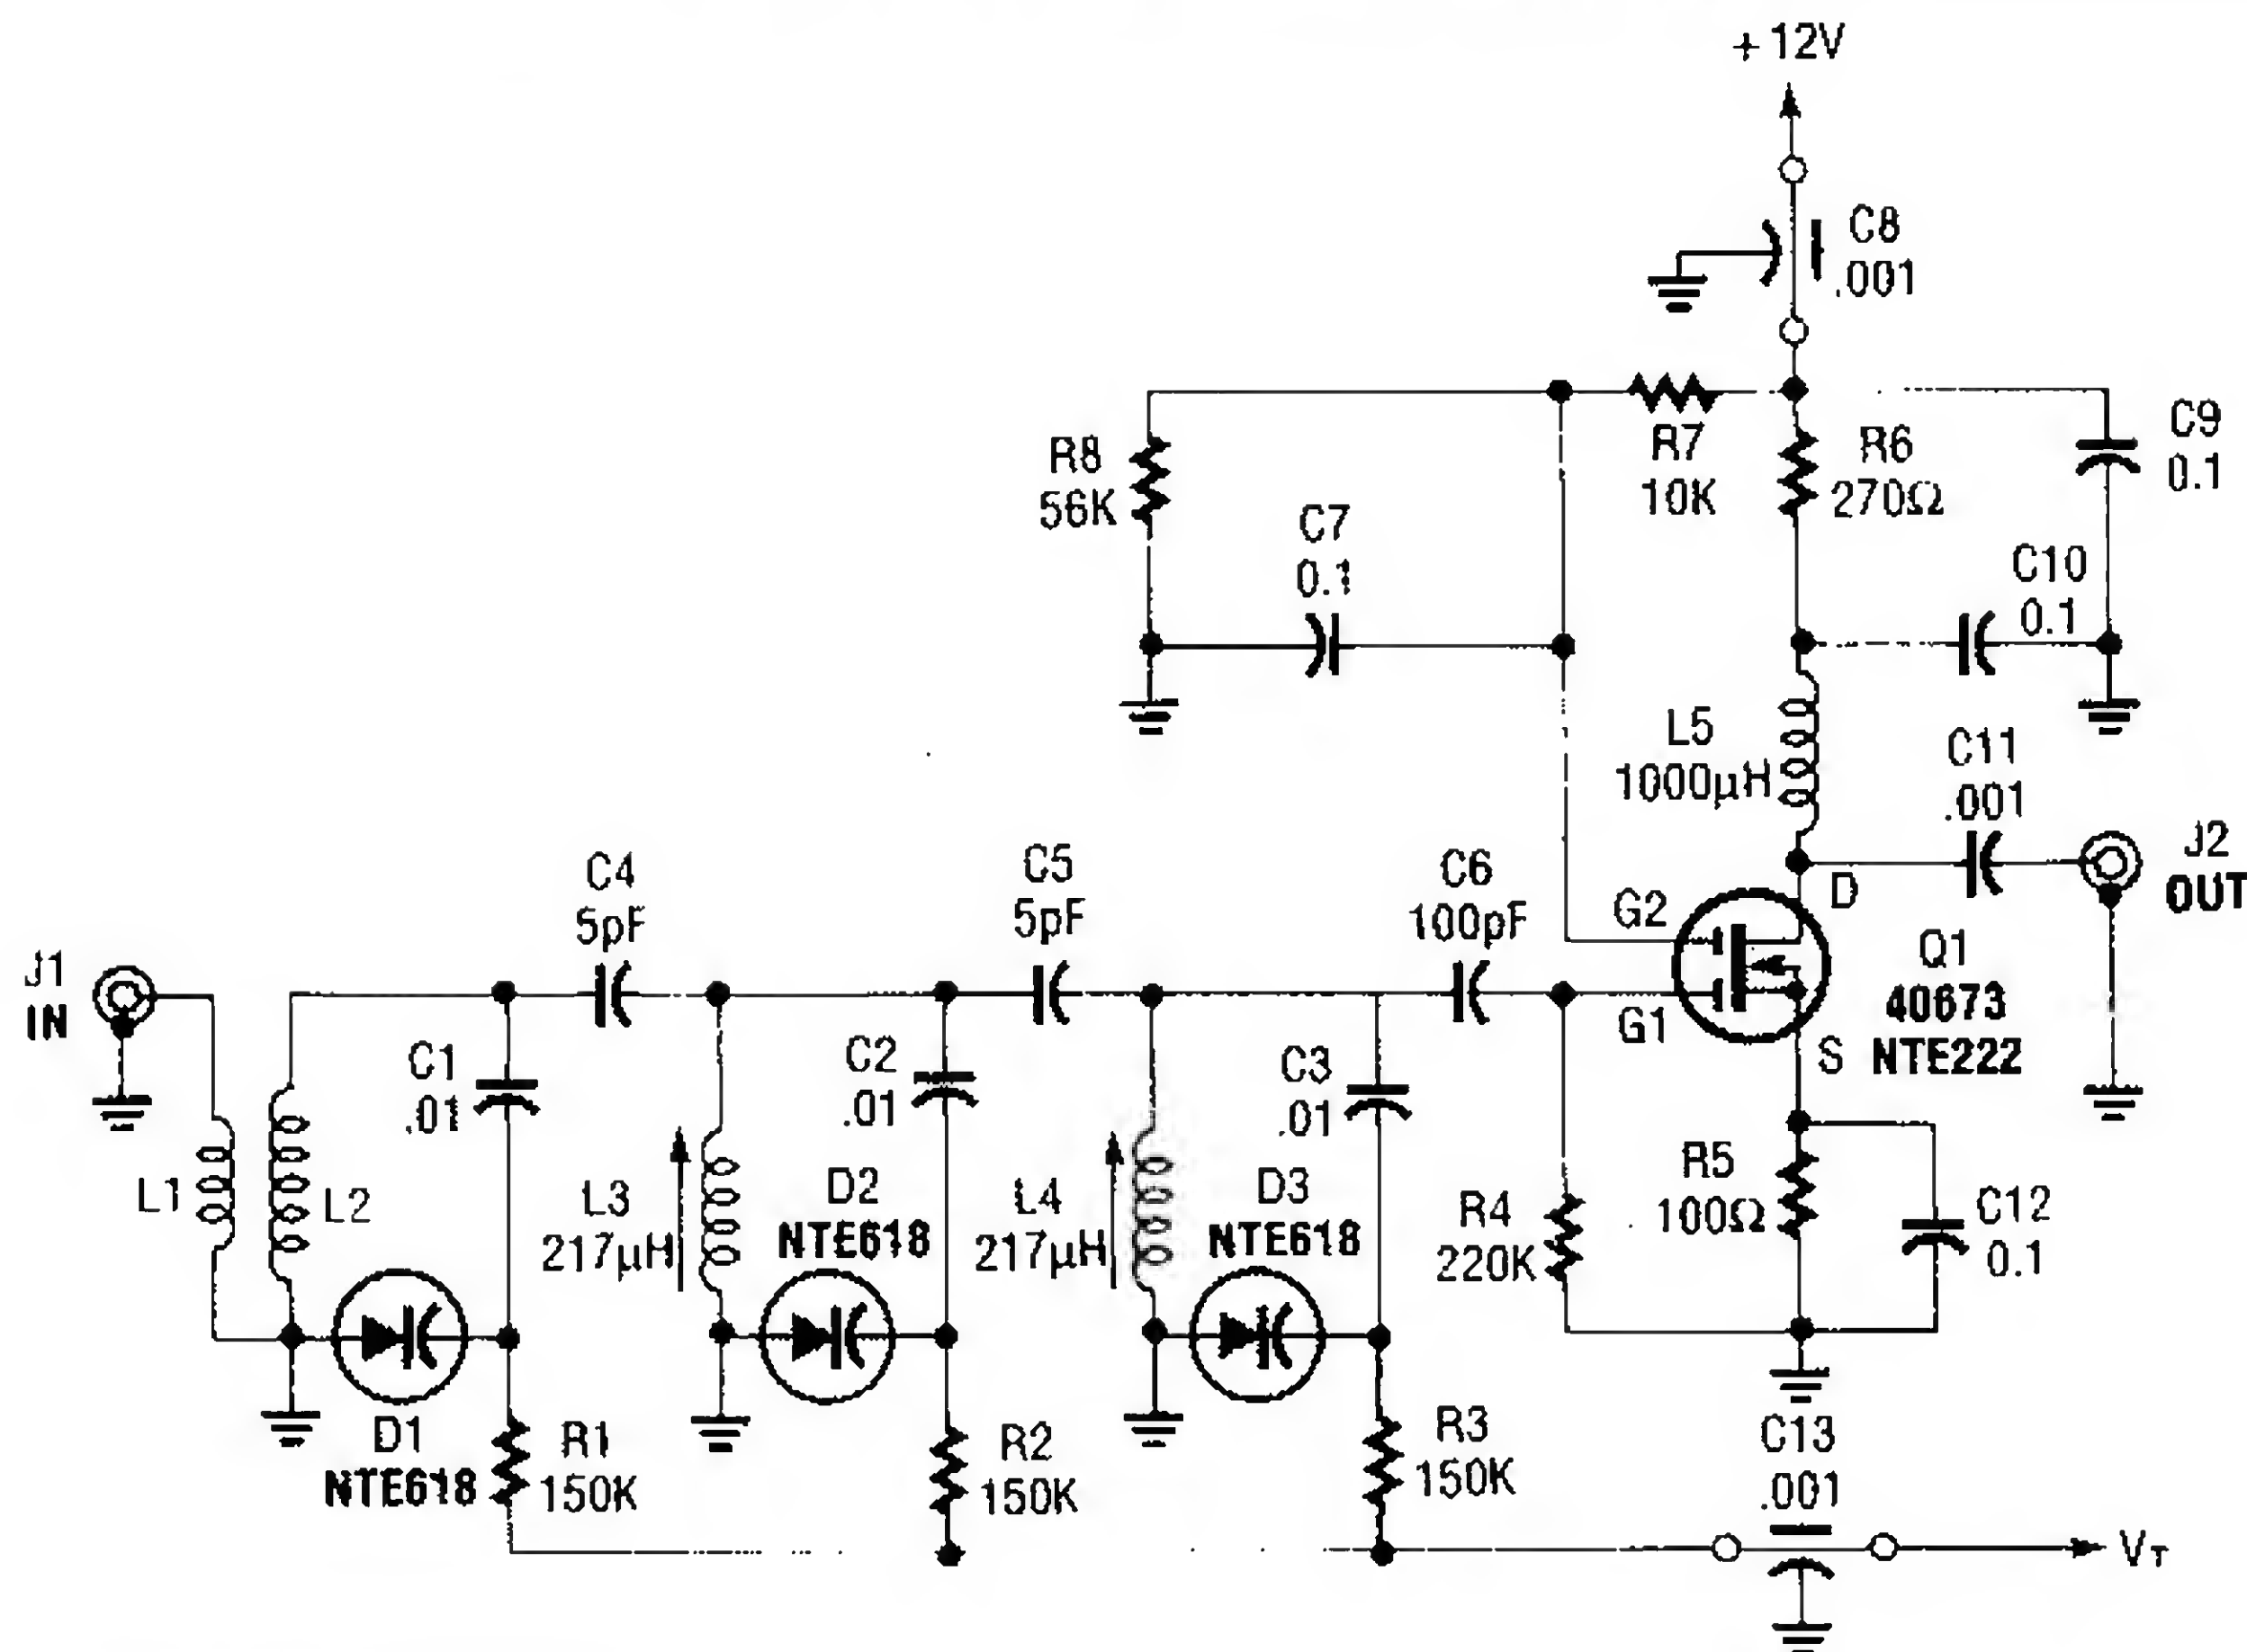 +12V
C8
.001
R8
56K
R7
10K
R6
270Ω
C9
0.1
C7
0.1
C10
0.1
L5
1000µH
C11
.001
J2
OUT
D
C4
5pF
C5
5pF
C6
100pF
G2
G1
S
Q1
40673
NTE222
J1
IN
C1
.01
C2
.01
C3
.01
L1
L2
L3
217µH
D2
NTE618
L4
217µH
D3
NTE618
R4
220K
R5
100Ω
C12
0.1
D1
NTE618
R1
150K
R2
150K
R3
150K
C13
.001
VT